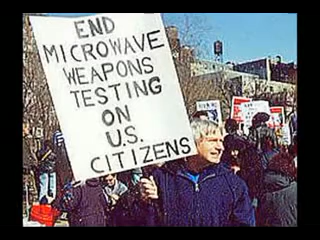 END
MICROWAVE
WEAPONS
TESTING
ON
U.S.
CITIZENS